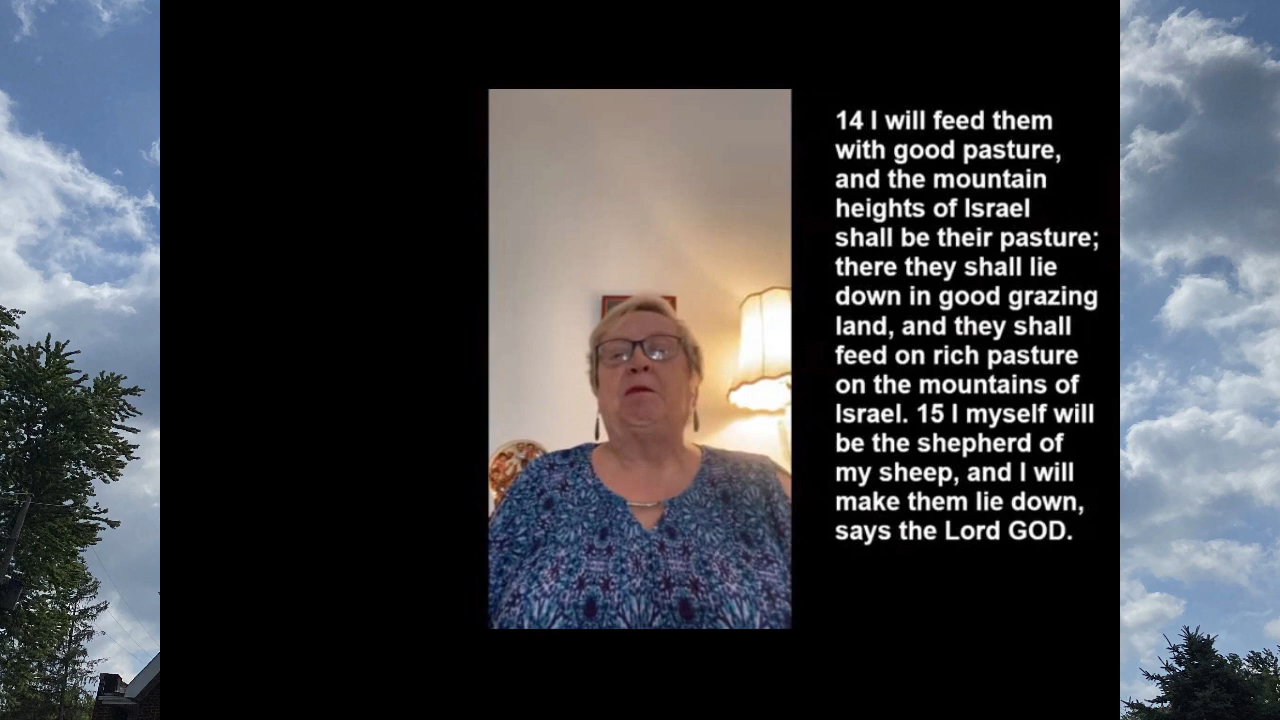 14 I will feed them
with good pasture,
and the mountain
heights of Israel
shall be their pasture;
there they shall lie
down in good grazing
land, and they shall
feed on rich pasture
on the mountains of
Israel. 15 I myself will
be the shepherd of
my sheep, and I will
make them lie down,
says the Lord GOD.